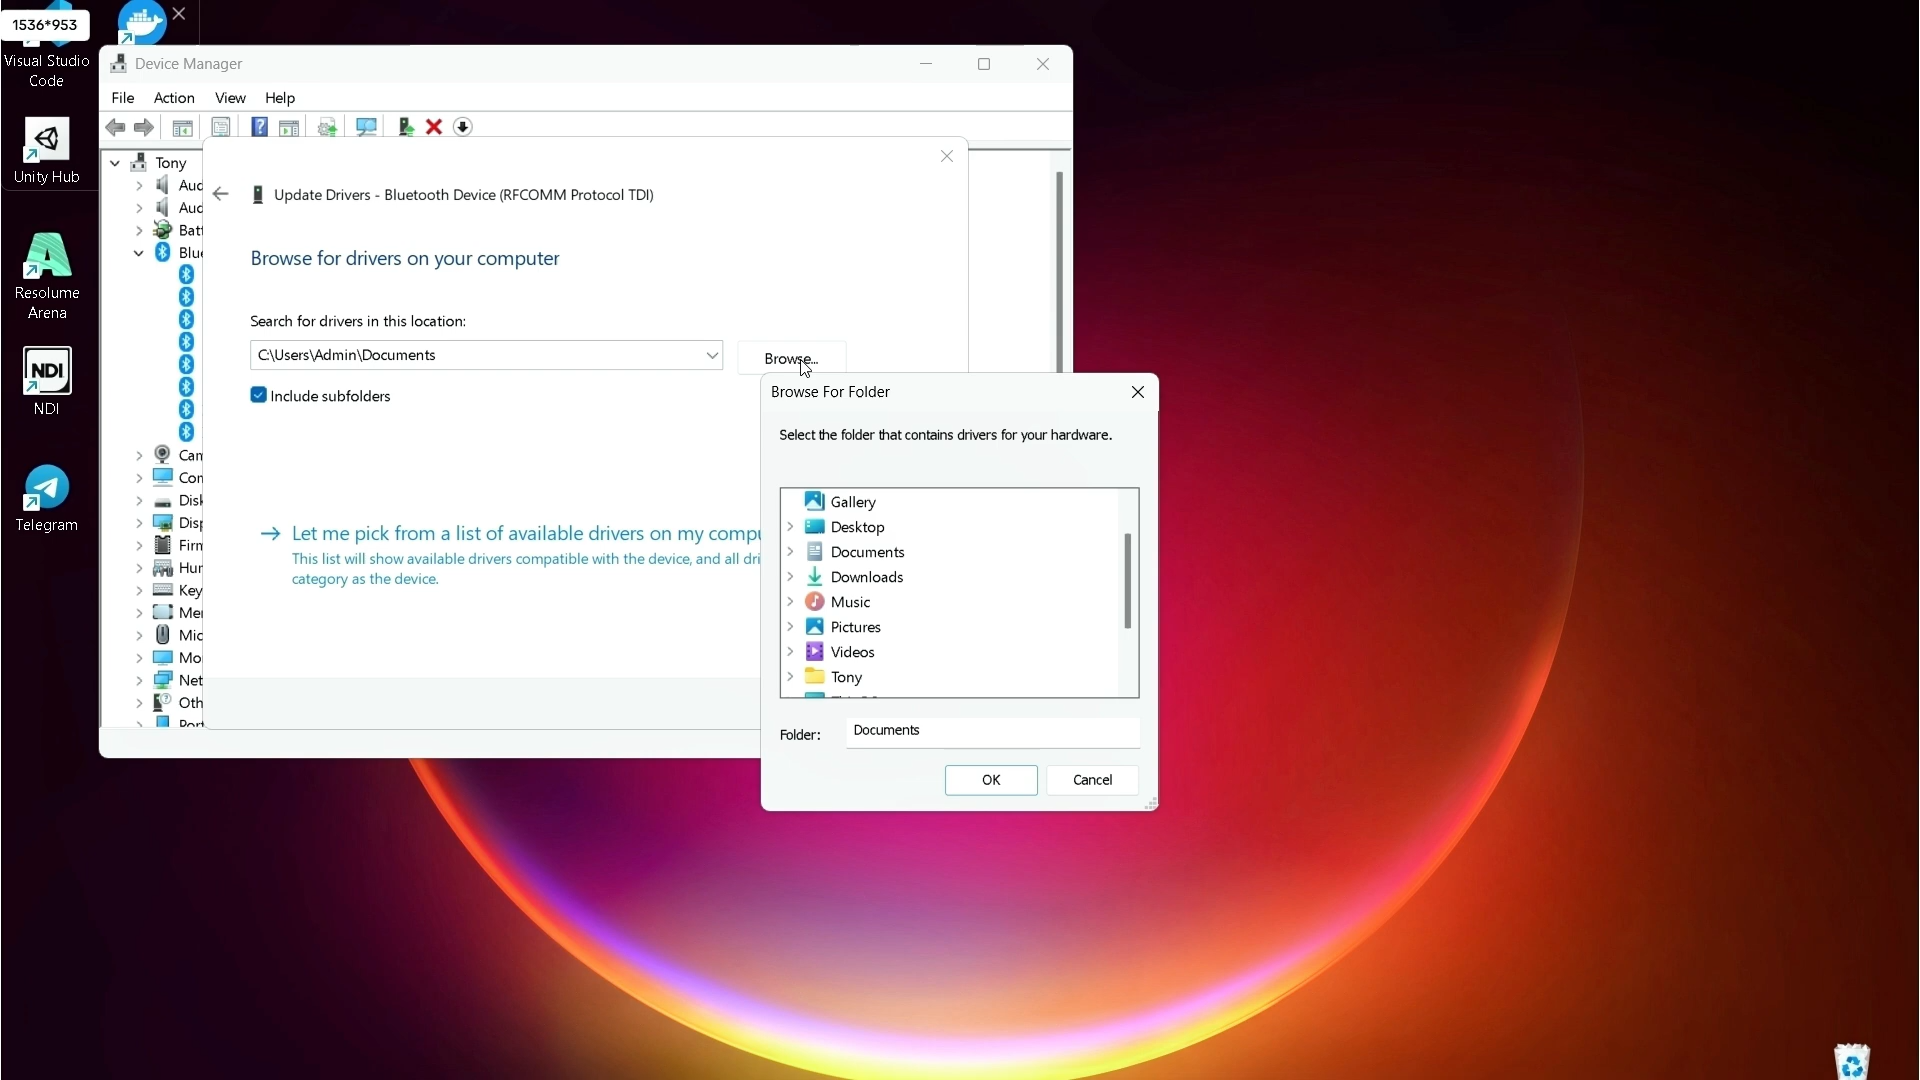 1536*953
Visual Studio
Code
Unity Hub
Resolume
Arena
NDI
NDI
Telegram
Device Manager
File Action View Help
Tony
Aud
Aud
Batt
Blue
Can
Con
Disk
Disp
Firm
Hur
Key
Mer
Mic
Mo
Net
Oth
Port
Update Drivers - Bluetooth Device (RFCOMM Protocol TDI)
Browse for drivers on your computer
Search for drivers in this location:
C:\Users\Admin\Documents
Browse...
Include subfolders
Let me pick from a list of available drivers on my compu
This list will show available drivers compatible with the device, and all dri
category as the device.
Browse For Folder
Select the folder that contains drivers for your hardware.
Gallery
Desktop
Documents
Downloads
Music
Pictures
Videos
Tony
Folder: Documents
OK Cancel